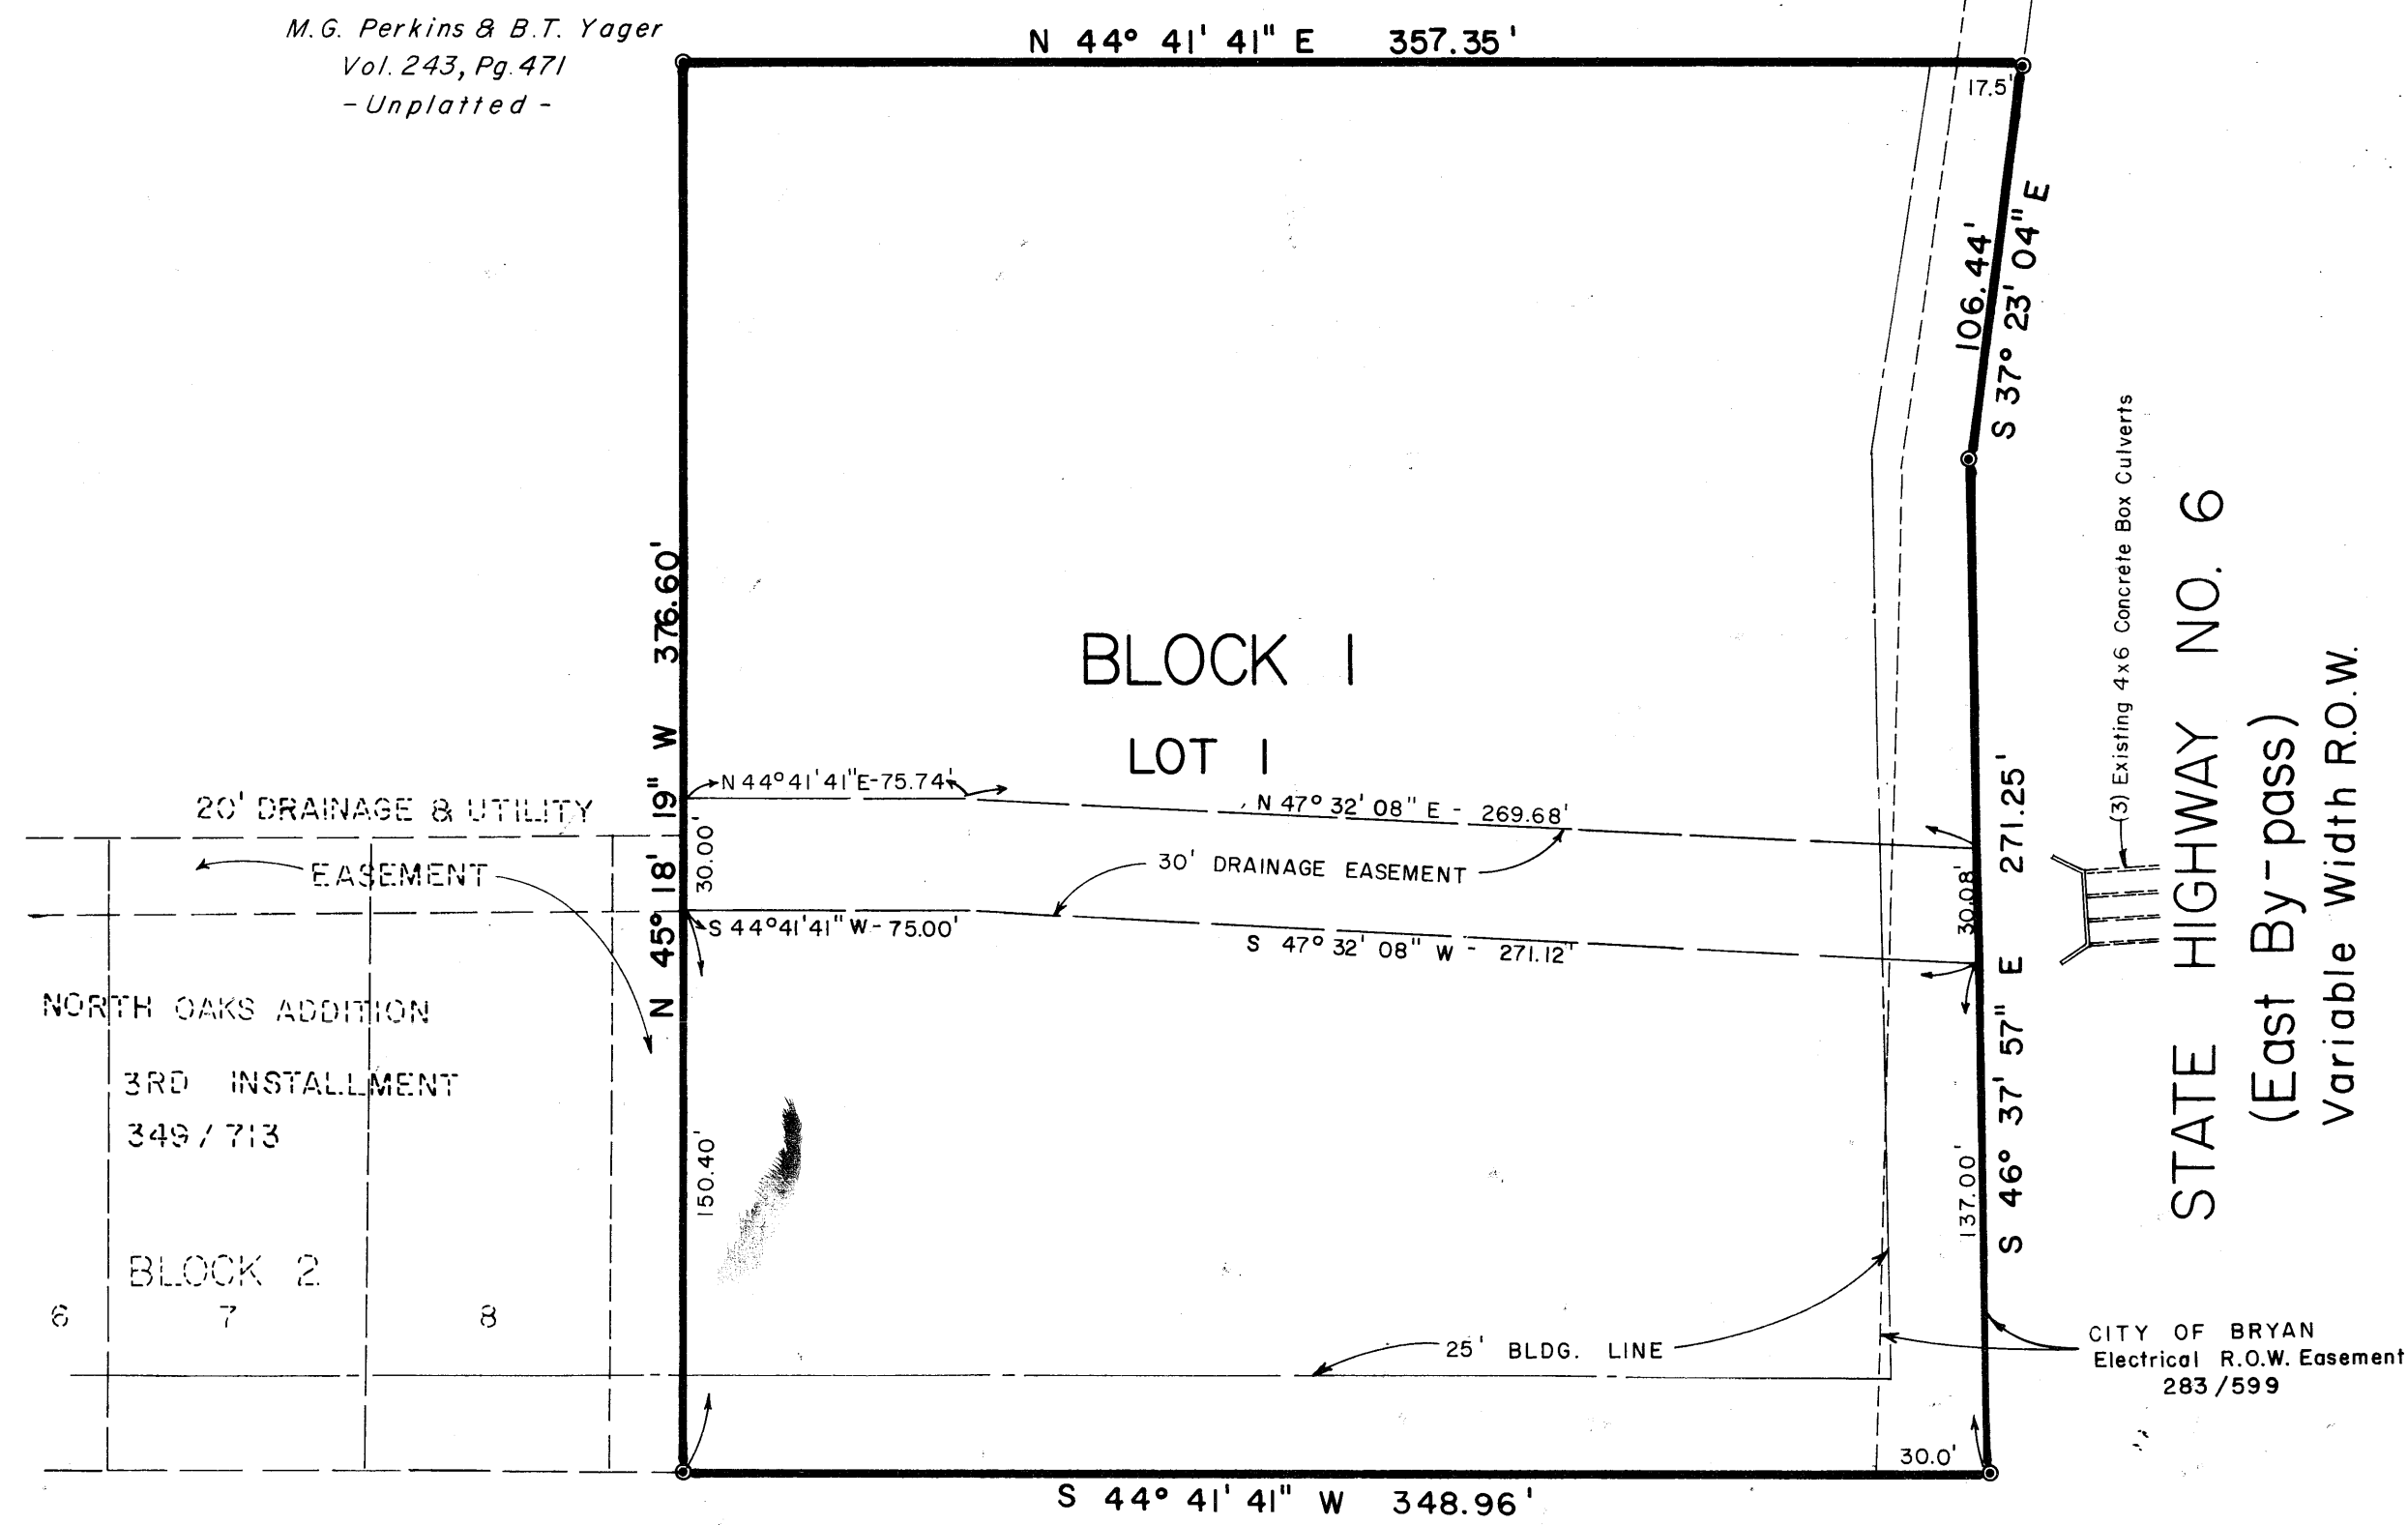 M.G. Perkins & B.T. Yager
Vol. 243, Pg. 471
- Unplatted -
N 44° 41' 41" E 357.35'
17.5'
106.44'
S 37° 23' 04" E
N 45° 18' 19" W 376.60'
BLOCK 1
LOT 1
N 44° 41' 41" E - 75.74'
N 47° 32' 08" E - 269.68'
30' DRAINAGE EASEMENT
S 44° 41' 41" W - 75.00'
S 47° 32' 08" W - 271.12'
30.00'
30.08'
150.40'
137.00'
S 46° 37' 57" E 271.25'
(3) Existing 4x6 Concrete Box Culverts
STATE HIGHWAY NO. 6
(East By-pass)
Variable Width R.O.W.
20' DRAINAGE & UTILITY
EASEMENT
NORTH OAKS ADDITION
3RD INSTALLMENT
349 / 713
BLOCK 2
6 7 8
25' BLDG. LINE
CITY OF BRYAN
Electrical R.O.W. Easement
283 / 599
30.0'
S 44° 41' 41" W 348.96'